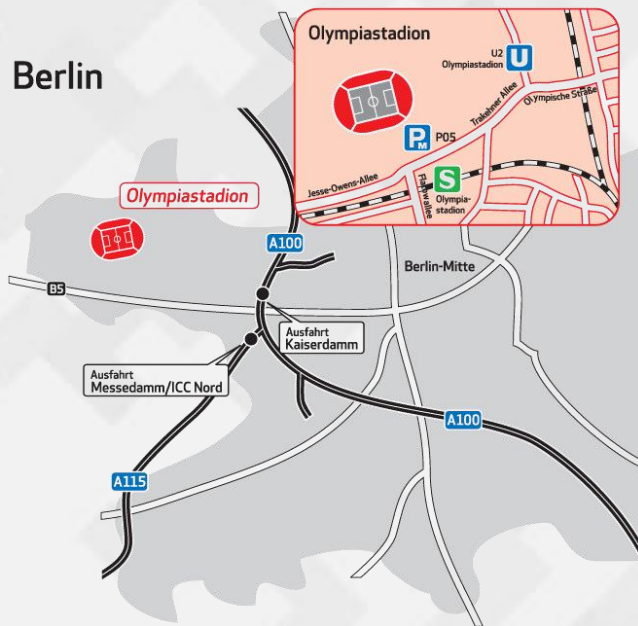 Berlin
Olympiastadion
U2
Olympiastadion
U
Trakehner Allee
Olympische Straße
PM
P05
Jesse-Owens-Allee
Flatowallee
S
Olympia-
stadion
Olympiastadion
A100
Berlin-Mitte
B5
Ausfahrt
Kaiserdamm
Ausfahrt
Messedamm/ICC Nord
A100
A115